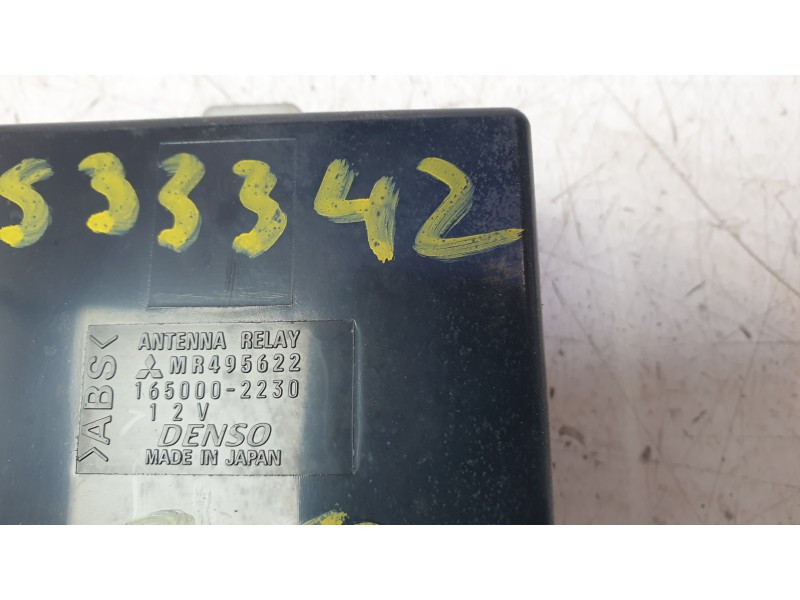 533342
ANTENNA RELAY
MR495622
165000-2230
12V
DENSO
MADE IN JAPAN
>ABS<